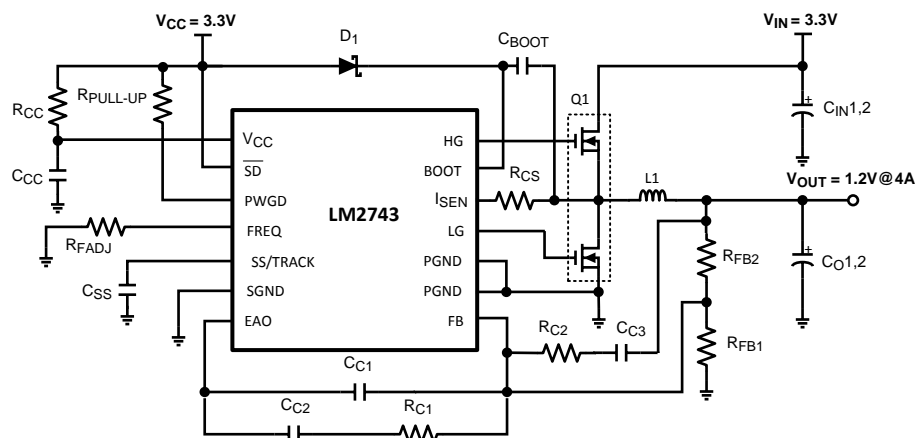 VCC = 3.3V
VIN = 3.3V
D1
CBOOT
RCC
RPULL-UP
Q1
CIN1,2
+
VCC
HG
CCC
SD
BOOT
RCS
L1
VOUT = 1.2V@4A
PWGD
ISEN
LM2743
RFADJ
FREQ
LG
RFB2
CO1,2
+
SS/TRACK
PGND
CSS
SGND
PGND
EAO
FB
RC2
CC3
RFB1
CC1
CC2
RC1